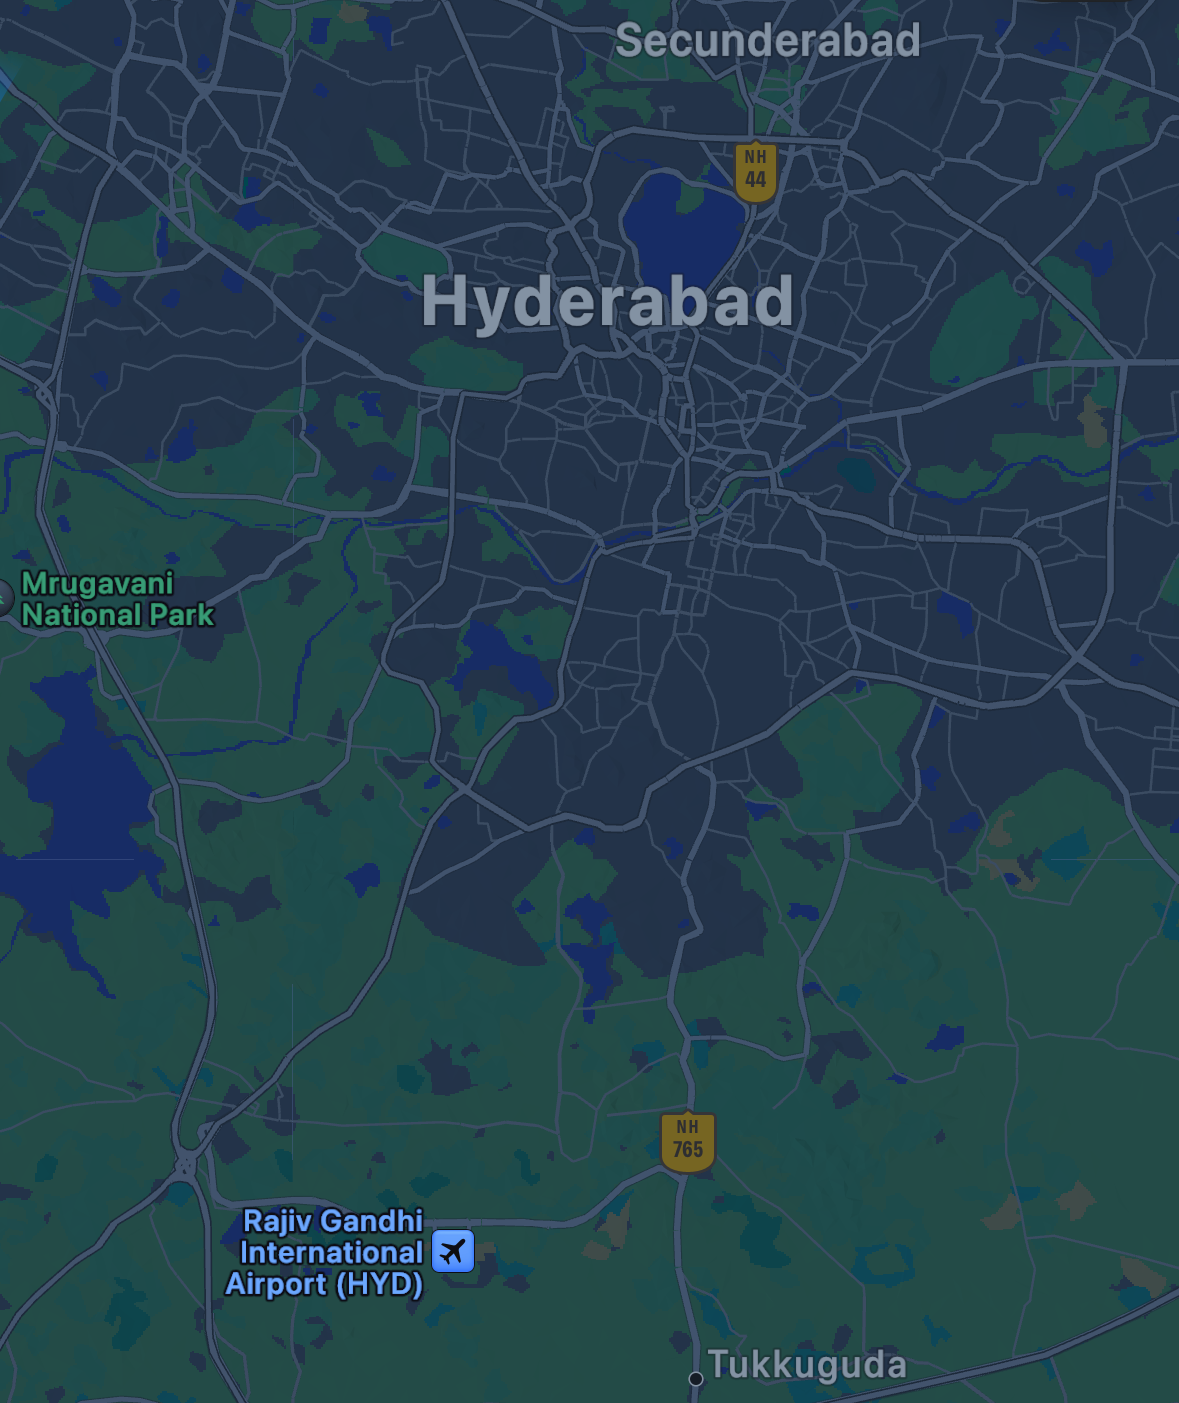 Secunderabad
NH
44
Hyderabad
Mrugavani
National Park
NH
765
Rajiv Gandhi
International
Airport (HYD)
Tukkuguda